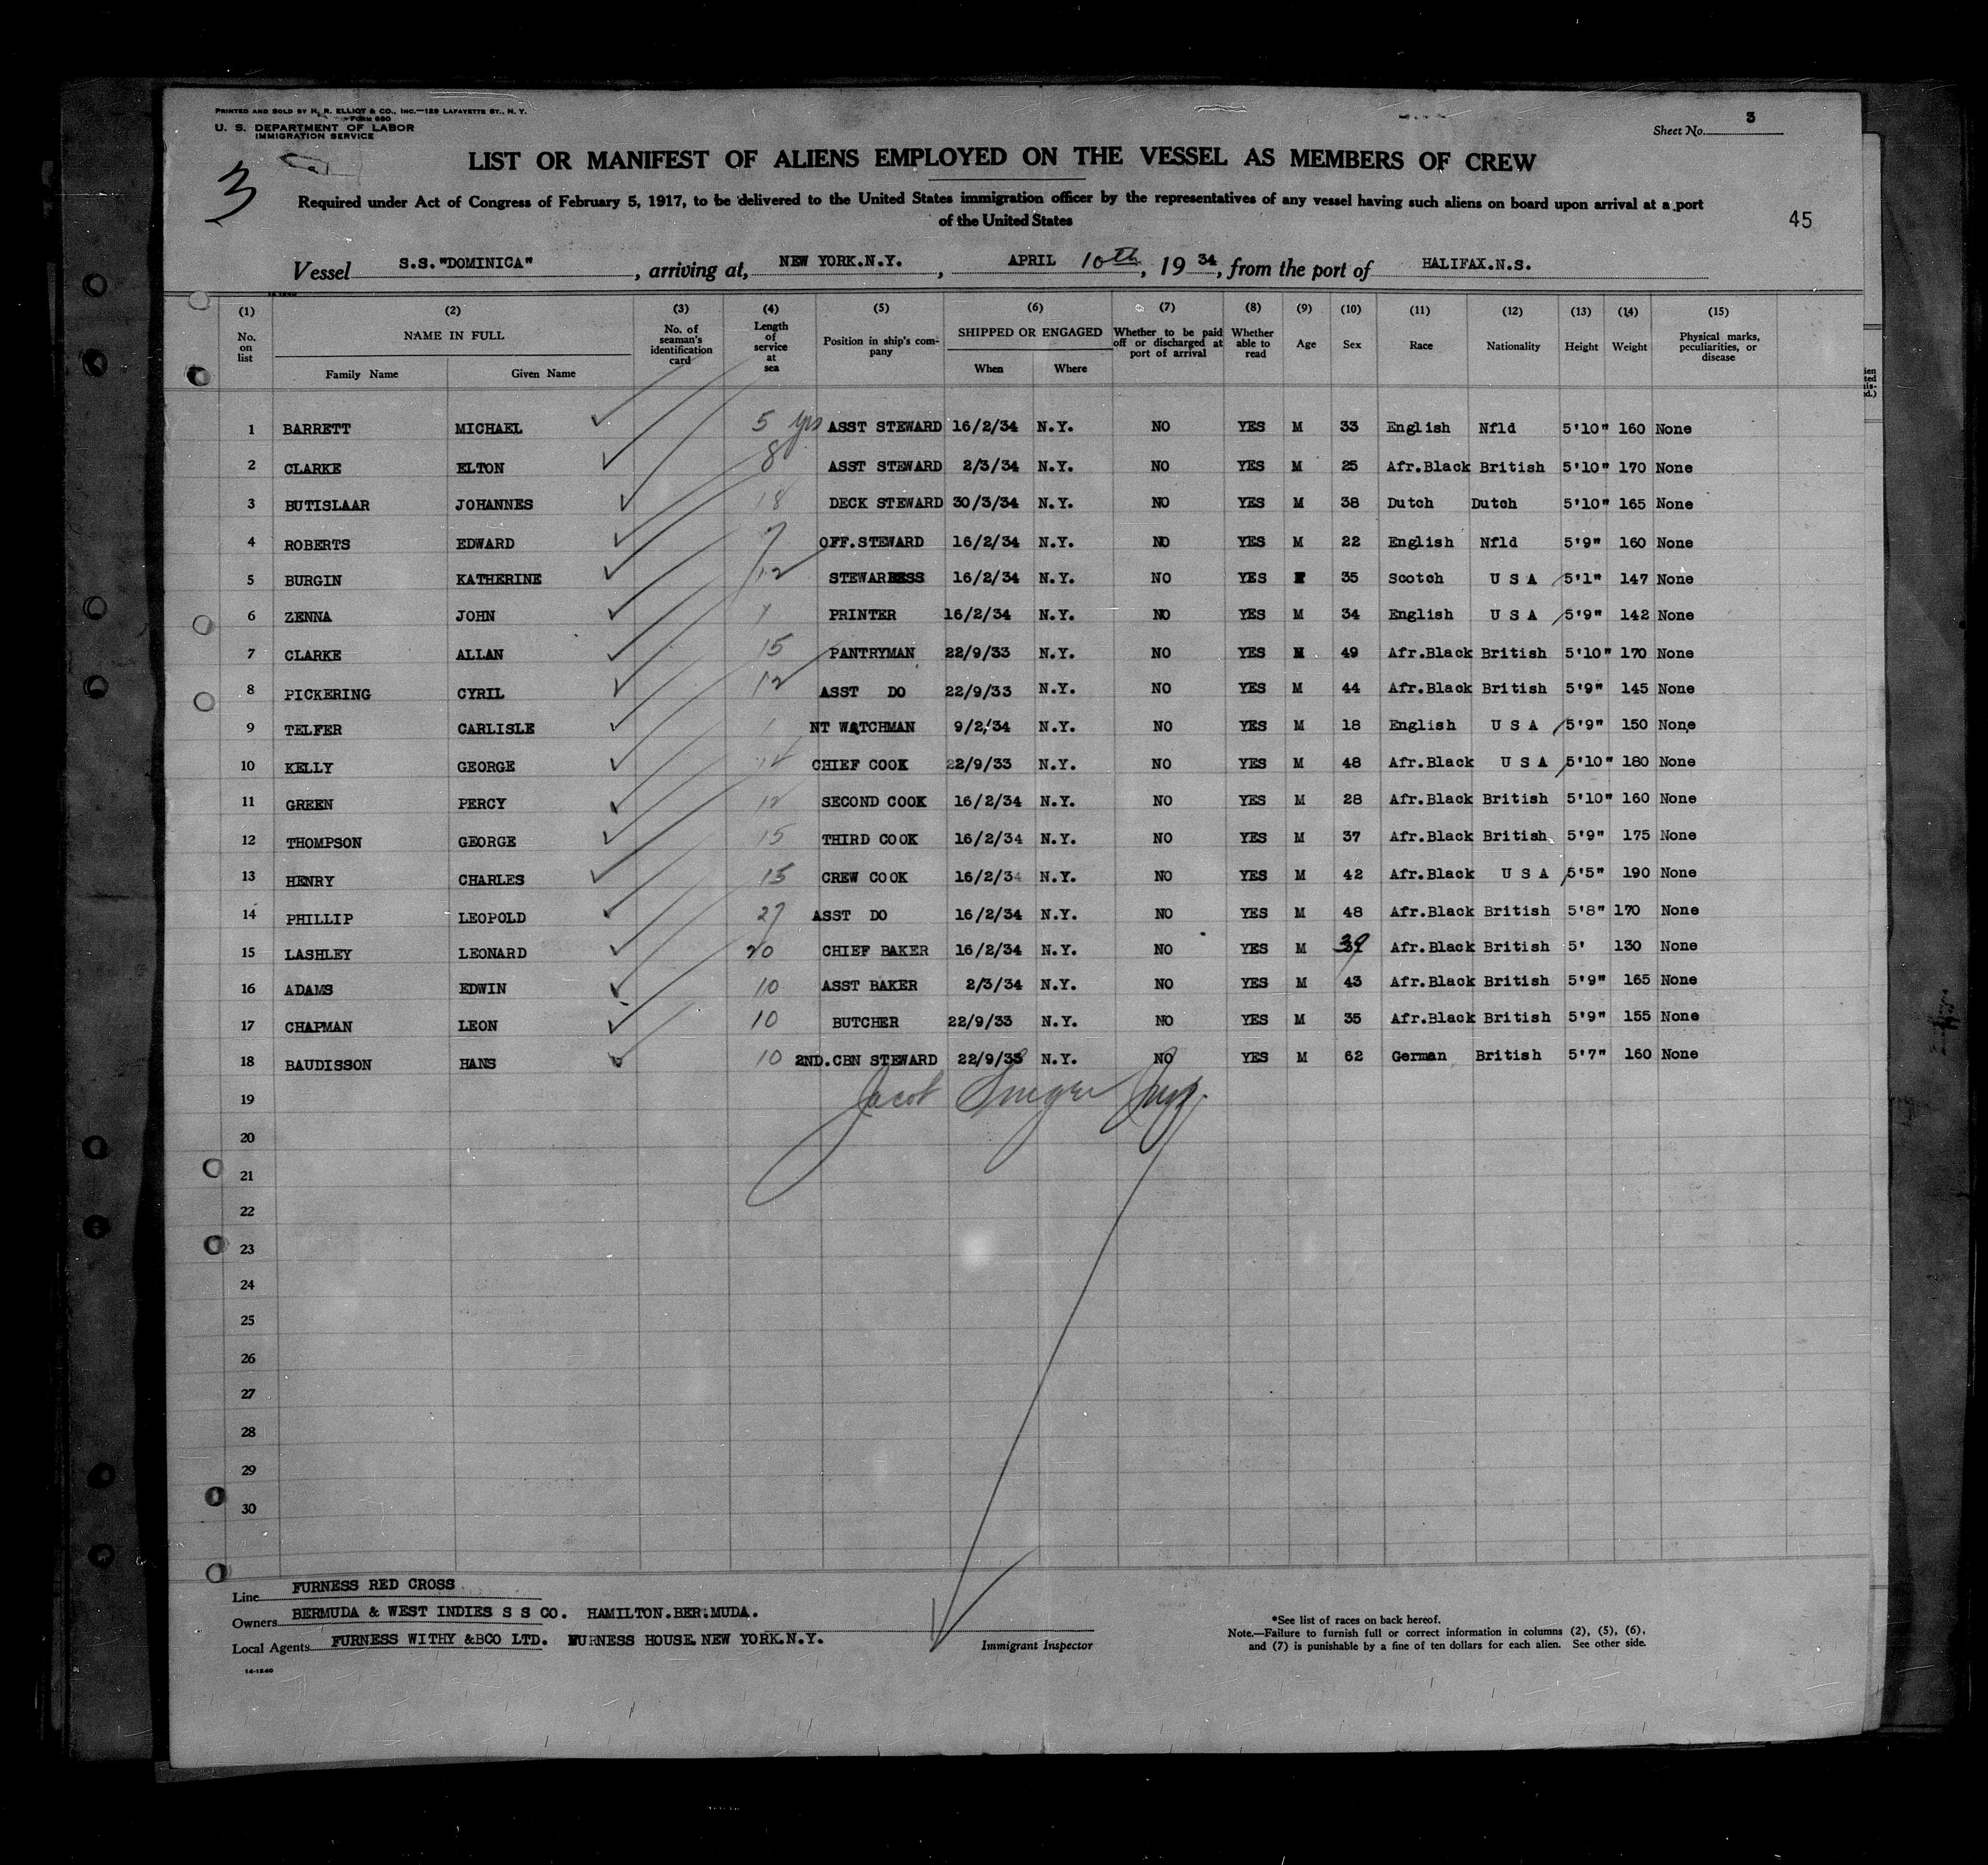 PRINTED AND SOLD BY H. R. ELLIOT & CO., INC.—129 LAFAYETTE ST., N. Y.
FORM 680
U. S. DEPARTMENT OF LABOR
IMMIGRATION SERVICE
Sheet No. 3
3
LIST OR MANIFEST OF ALIENS EMPLOYED ON THE VESSEL AS MEMBERS OF CREW
Required under Act of Congress of February 5, 1917, to be delivered to the United States immigration officer by the representatives of any vessel having such aliens on board upon arrival at a port
of the United States
45
Vessel S.S."DOMINICA", arriving at, NEW YORK.N.Y., APRIL 10th, 19 34, from the port of HALIFAX.N.S.
(1) (2) (3) (4) (5) (6) (7) (8) (9) (10) (11) (12) (13) (14) (15)
No. on list NAME IN FULL Family Name Given Name No. of seaman's identification card Length of service at sea Position in ship's company SHIPPED OR ENGAGED When Where Whether to be paid off or discharged at port of arrival Whether able to read Age Sex Race Nationality Height Weight Physical marks, peculiarities, or disease
1 BARRETT MICHAEL 5 yrs ASST STEWARD 16/2/34 N.Y. NO YES M 33 English Nfld 5'10" 160 None
2 CLARKE ELTON 8 ASST STEWARD 2/3/34 N.Y. NO YES M 25 Afr.Black British 5'10" 170 None
3 BUTISLAAR JOHANNES 18 DECK STEWARD 30/3/34 N.Y. NO YES M 38 Dutch Dutch 5'10" 165 None
4 ROBERTS EDWARD 7 OFF.STEWARD 16/2/34 N.Y. NO YES M 22 English Nfld 5'9" 160 None
5 BURGIN KATHERINE 12 STEWARDESS 16/2/34 N.Y. NO YES F 35 Scotch U S A 5'1" 147 None
6 ZENNA JOHN PRINTER 16/2/34 N.Y. NO YES M 34 English U S A 5'9" 142 None
7 CLARKE ALLAN 15 PANTRYMAN 22/9/33 N.Y. NO YES M 49 Afr.Black British 5'10" 170 None
8 PICKERING CYRIL 12 ASST DO 22/9/33 N.Y. NO YES M 44 Afr.Black British 5'9" 145 None
9 TELFER CARLISLE 1 NT WATCHMAN 9/2/34 N.Y. NO YES M 18 English U S A 5'9" 150 None
10 KELLY GEORGE 12 CHIEF COOK 22/9/33 N.Y. NO YES M 48 Afr.Black U S A 5'10" 180 None
11 GREEN PERCY 12 SECOND COOK 16/2/34 N.Y. NO YES M 28 Afr.Black British 5'10" 160 None
12 THOMPSON GEORGE 15 THIRD COOK 16/2/34 N.Y. NO YES M 37 Afr.Black British 5'9" 175 None
13 HENRY CHARLES 15 CREW COOK 16/2/34 N.Y. NO YES M 42 Afr.Black U S A 5'5" 190 None
14 PHILLIP LEOPOLD 27 ASST DO 16/2/34 N.Y. NO YES M 48 Afr.Black British 5'8" 170 None
15 LASHLEY LEONARD 20 CHIEF BAKER 16/2/34 N.Y. NO YES M 39 Afr.Black British 5' 130 None
16 ADAMS EDWIN 10 ASST BAKER 2/3/34 N.Y. NO YES M 43 Afr.Black British 5'9" 165 None
17 CHAPMAN LEON 10 BUTCHER 22/9/33 N.Y. NO YES M 35 Afr.Black British 5'9" 155 None
18 BAUDISSON HANS 10 2ND.CBN STEWARD 22/9/33 N.Y. NO YES M 62 German British 5'7" 160 None
19 Jacob
20
21
22
23
24
25
26
27
28
29
30
Line FURNESS RED CROSS
Owners BERMUDA & WEST INDIES S S CO. HAMILTON.BER.MUDA.
Local Agents FURNESS WITHY &BCO LTD. FURNESS HOUSE NEW YORK.N.Y.
Immigrant Inspector
*See list of races on back hereof.
Note.—Failure to furnish full or correct information in columns (2), (5), (6), and (7) is punishable by a fine of ten dollars for each alien. See other side.
14-1240